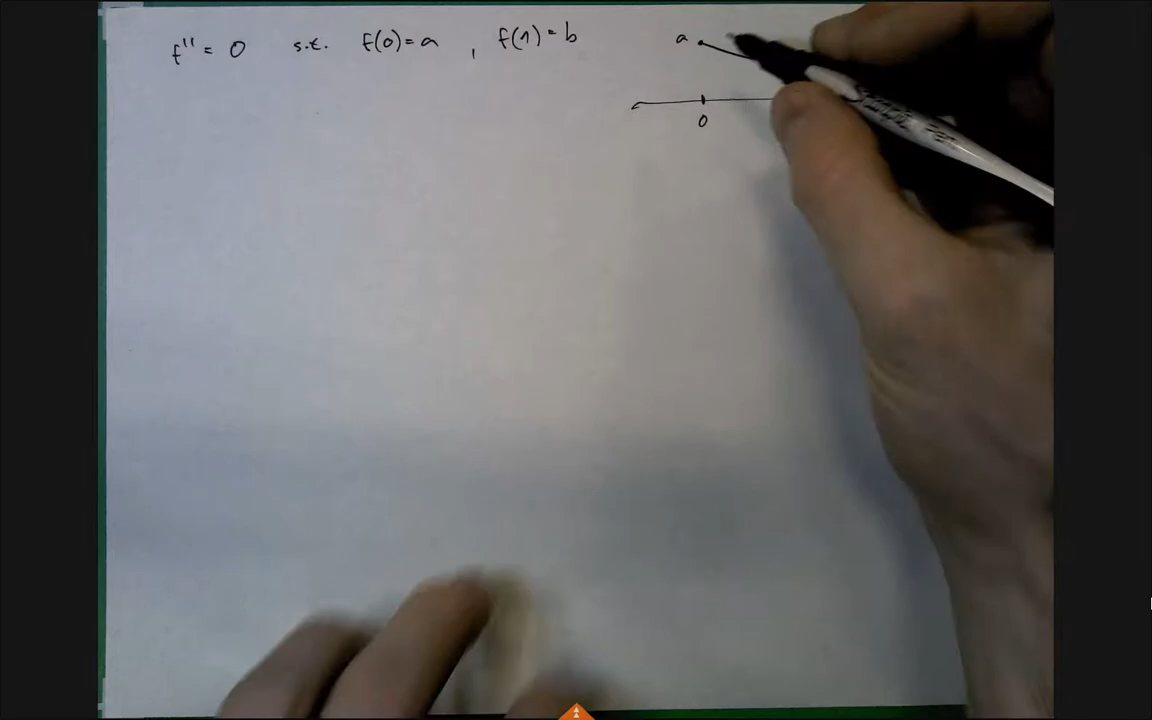 f'' = 0 s.t. f(0) = a , f(1) = b
a
0